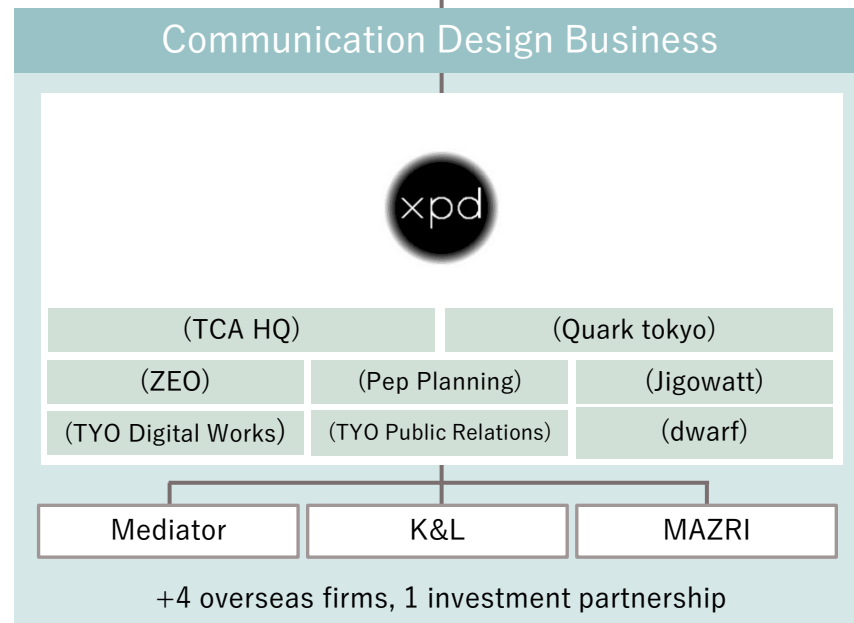 Communication Design Business
xpd
(TCA HQ) (Quark tokyo)
(ZEO) (Pep Planning) (Jigowatt)
(TYO Digital Works) (TYO Public Relations) (dwarf)
Mediator K&L MAZRI
+4 overseas firms, 1 investment partnership